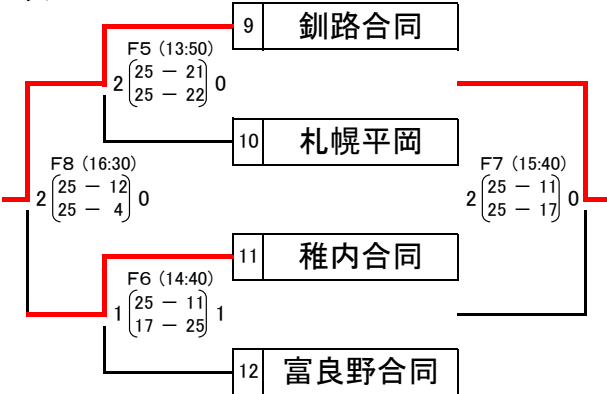 9 釧路合同
F5 (13:50)
2 25 － 21 0
25 － 22
10 札幌平岡
F8 (16:30)
2 25 － 12 0
25 － 4
F7 (15:40)
2 25 － 11 0
25 － 17
11 稚内合同
F6 (14:40)
1 25 － 11 1
17 － 25
12 富良野合同